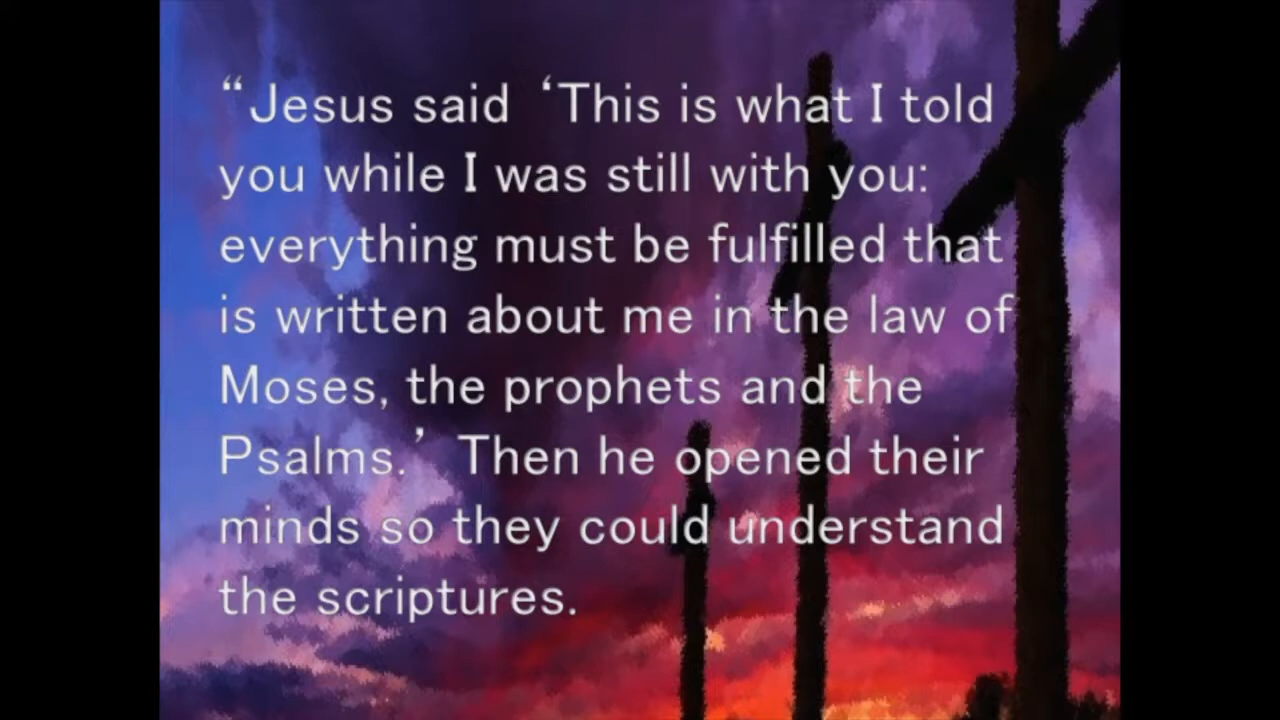 “Jesus said ‘This is what I told
you while I was still with you:
everything must be fulfilled that
is written about me in the law of
Moses, the prophets and the
Psalms.’ Then he opened their
minds so they could understand
the scriptures.